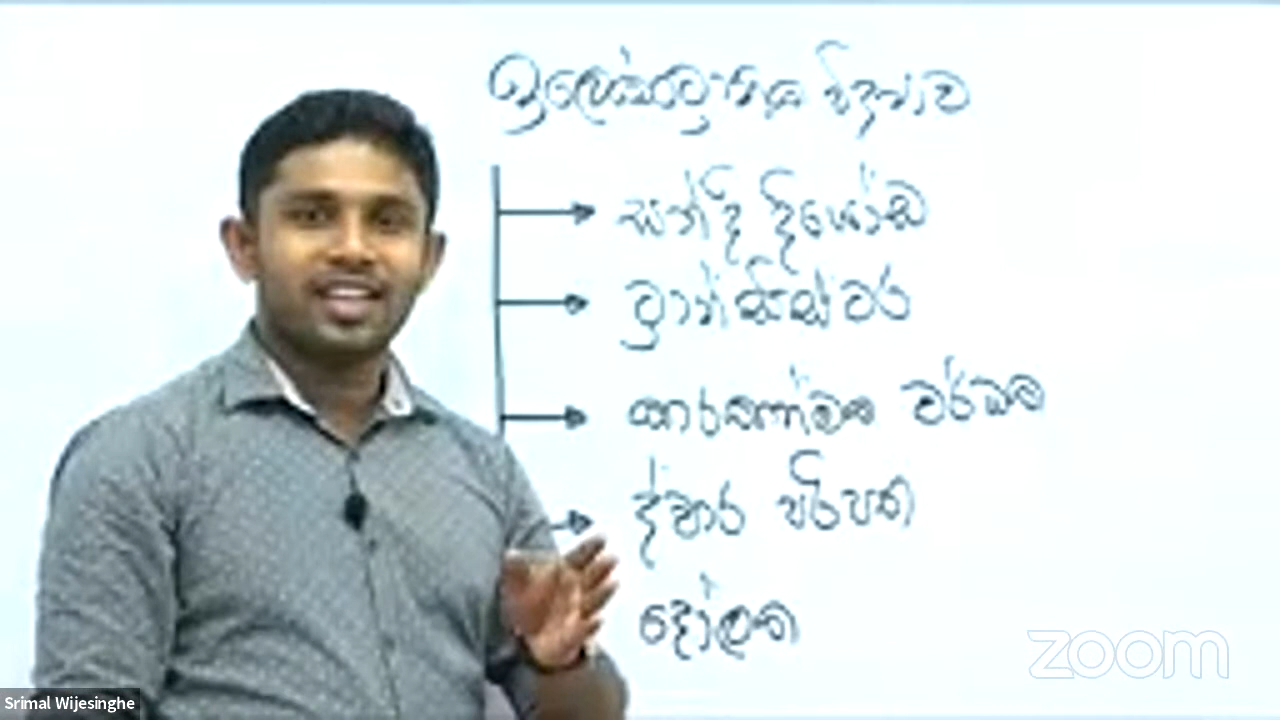 ඉලෙක්ට්‍රොනික විද්‍යාව
සන්ධි දියෝඩ
ට්‍රාන්සිස්ටර
කාරකාත්මක වර්ධක
ද්වාර පරිපථ
දෝලක
zoom
Srimal Wijesinghe